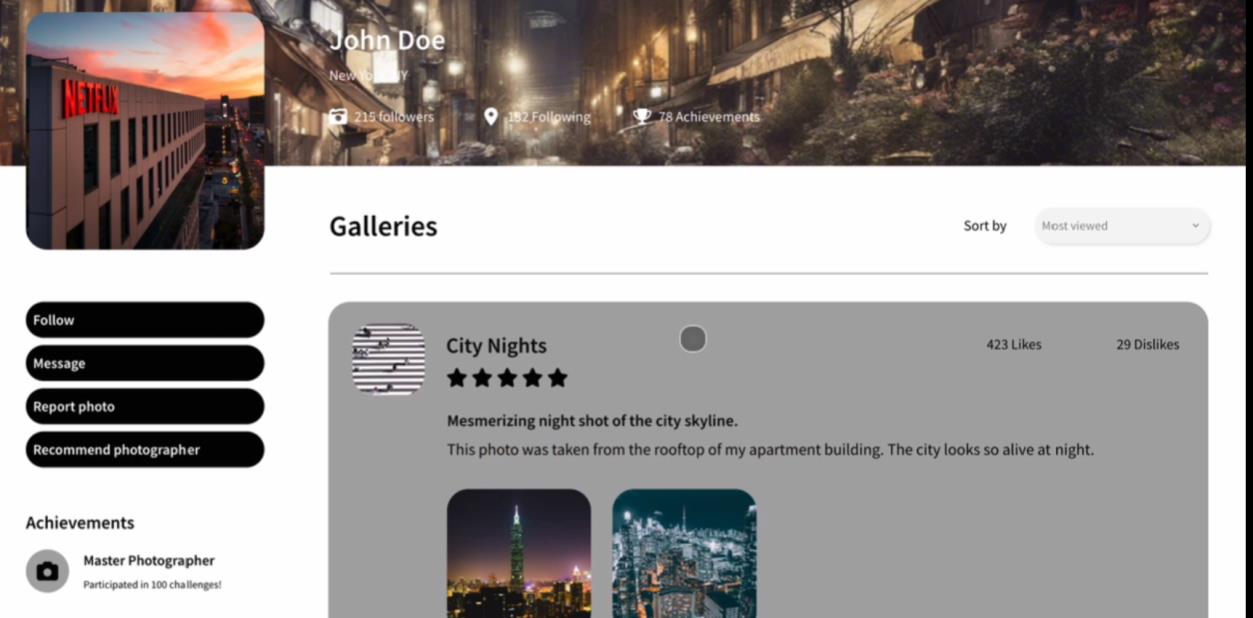 NETFLIX
John Doe
New York, NY
215 followers
192 Following
78 Achievements
Galleries
Sort by
Most viewed
Follow
Message
Report photo
Recommend photographer
City Nights
423 Likes
29 Dislikes
Mesmerizing night shot of the city skyline.
This photo was taken from the rooftop of my apartment building. The city looks so alive at night.
Achievements
Master Photographer
Participated in 100 challenges!